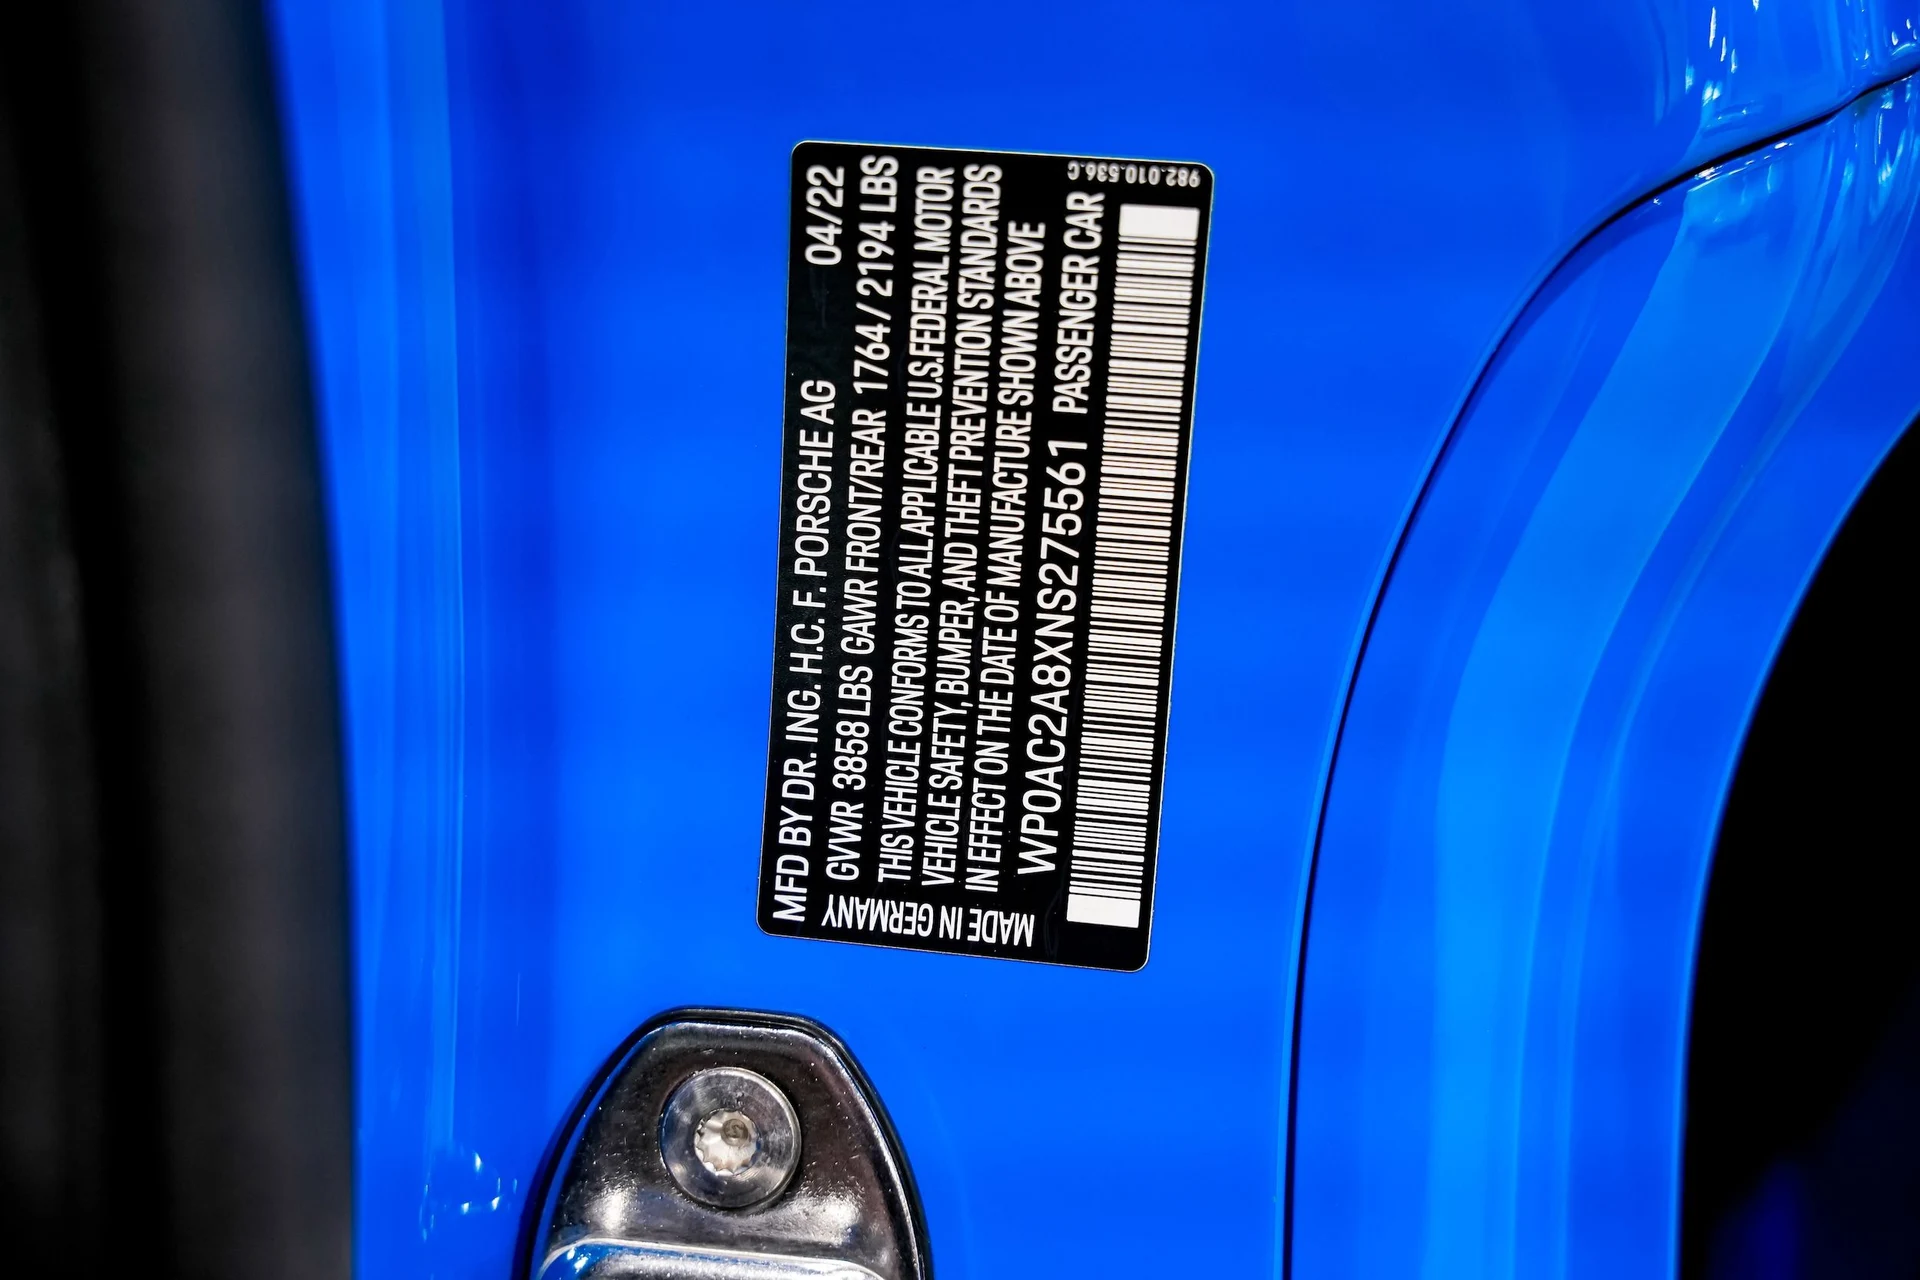 MFD BY DR. ING. H.C. F. PORSCHE AG 04/22
GVWR 3858 LBS GAWR FRONT/REAR 1764 / 2194 LBS
THIS VEHICLE CONFORMS TO ALL APPLICABLE U.S. FEDERAL MOTOR
VEHICLE SAFETY, BUMPER, AND THEFT PREVENTION STANDARDS
IN EFFECT ON THE DATE OF MANUFACTURE SHOWN ABOVE
WP0AC2A8XNS275561 PASSENGER CAR
MADE IN GERMANY
982.010.536.C